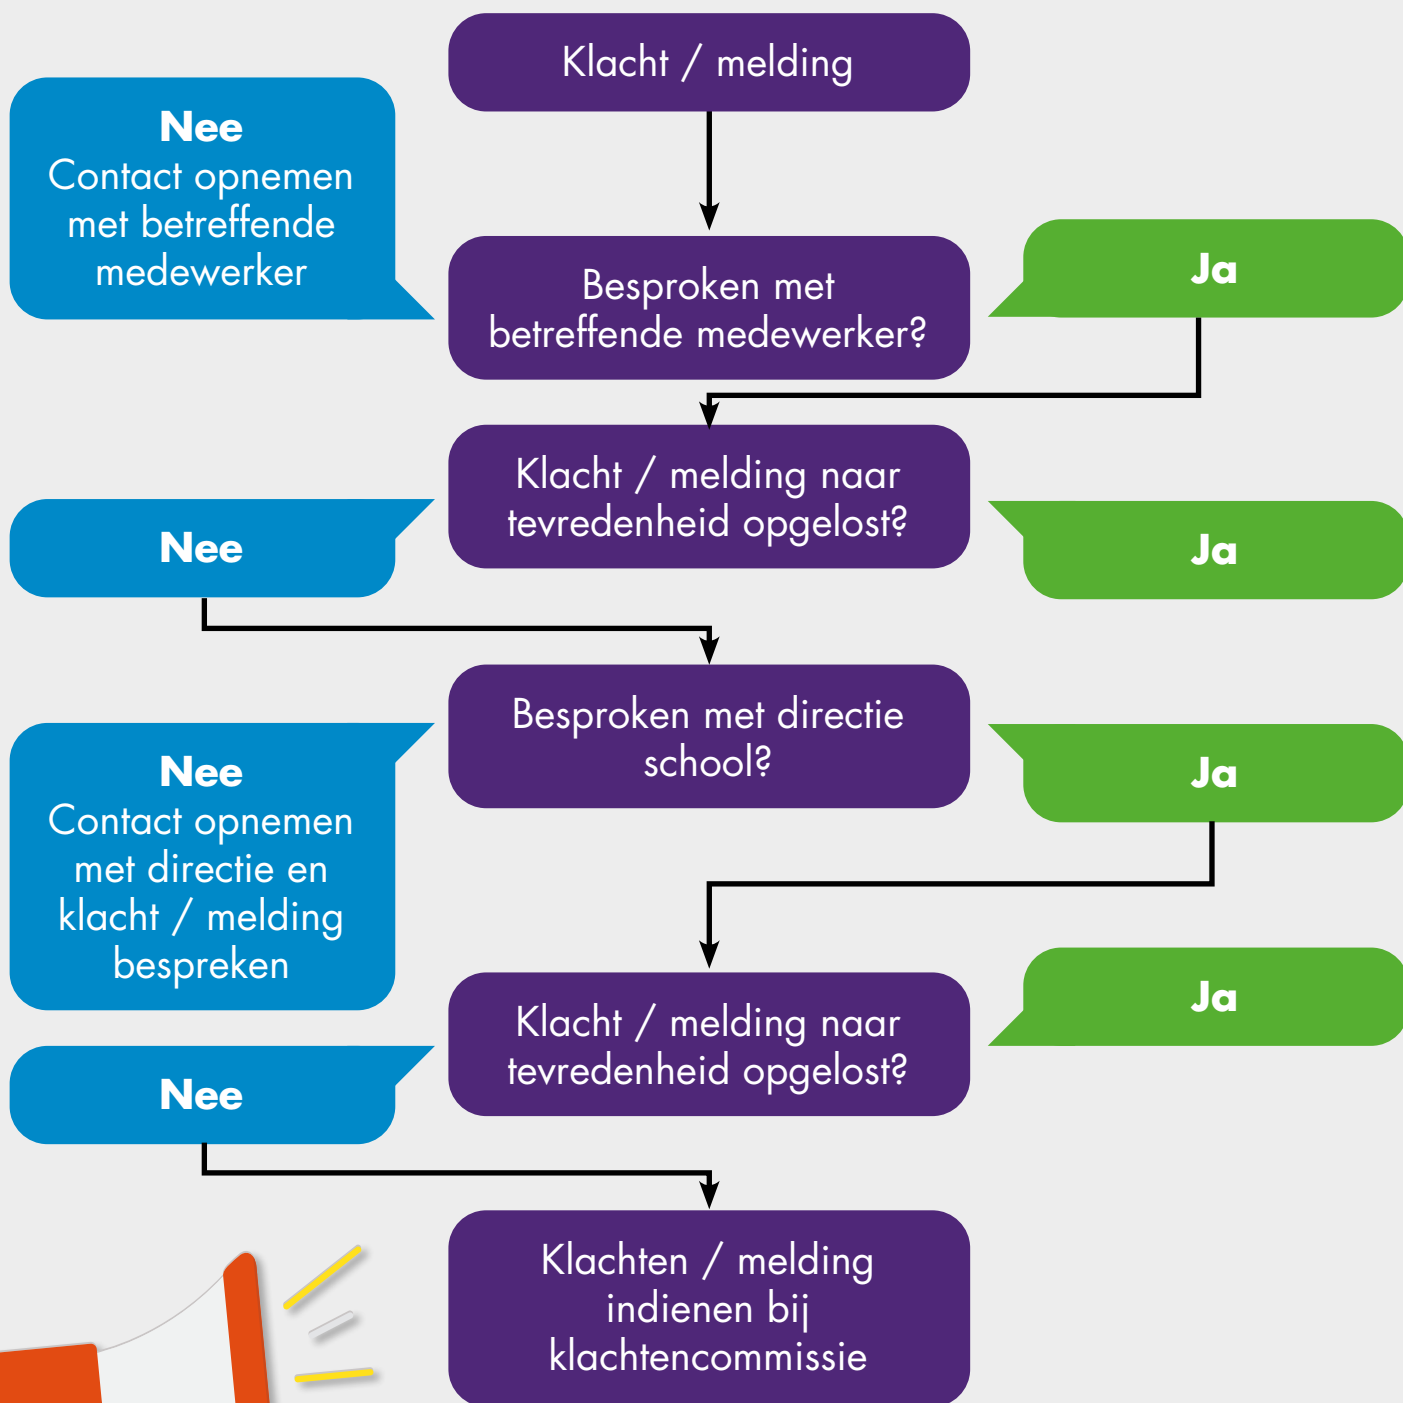 Klacht / melding
Nee
Contact opnemen
met betreffende
medewerker
Besproken met
betreffende medewerker?
Ja
Klacht / melding naar
tevredenheid opgelost?
Nee
Ja
Besproken met directie
school?
Nee
Contact opnemen
met directie en
klacht / melding
bespreken
Ja
Klacht / melding naar
tevredenheid opgelost?
Ja
Nee
Klachten / melding
indienen bij
klachtencommissie